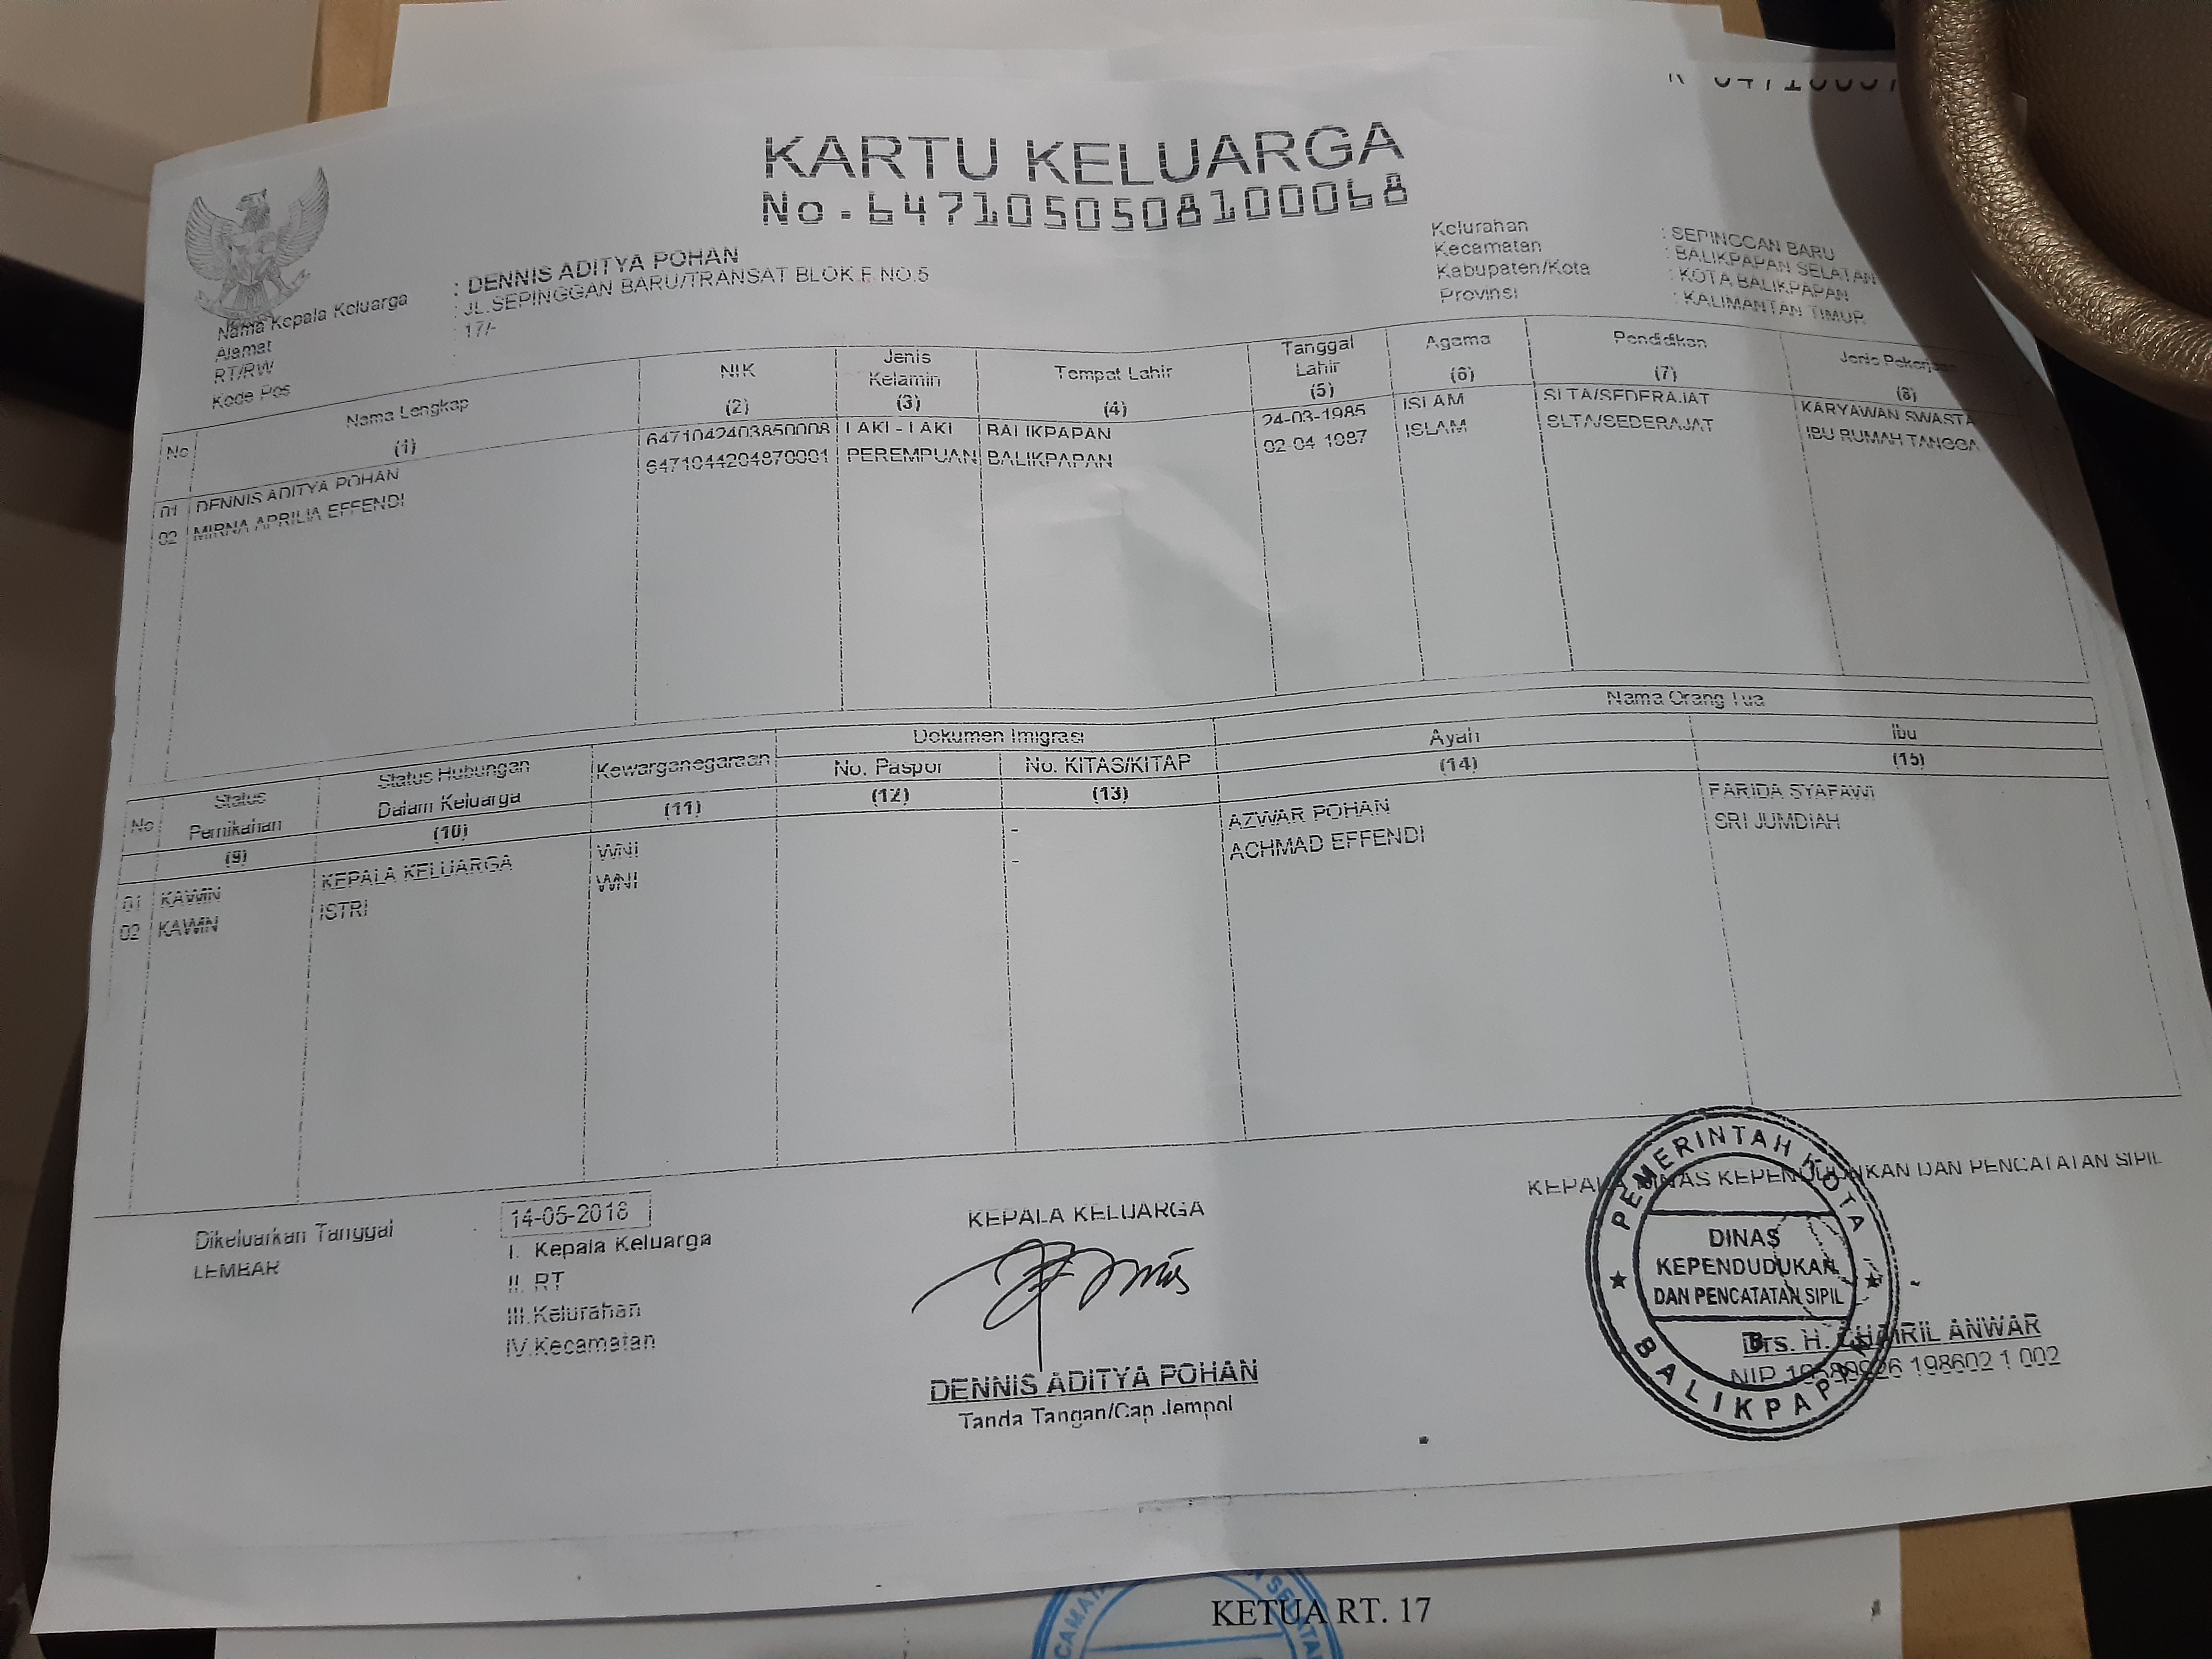 KARTU KELUARGA
No. 6471050508100068
Nama Kepala Keluarga : DENNIS ADITYA POHAN
Alamat : JL.SEPINGGAN BARU/TRANSAT BLOK F NO.5
RT/RW : 17/-
Kode Pos :
Kelurahan : SEPINGGAN BARU
Kecamatan : BALIKPAPAN SELATAN
Kabupaten/Kota : KOTA BALIKPAPAN
Provinsi : KALIMANTAN TIMUR
No Nama Lengkap NIK Jenis Kelamin Tempat Lahir Tanggal Lahir Agama Pendidikan Jenis
(1) (2) (3) (4) (5) (6) (7) (8)
01 DENNIS ADITYA POHAN 6471042403850008 LAKI - LAKI BALIKPAPAN 24-03-1985 ISLAM SLTA/SEDERAJAT KARYAWAN SWASTA
02 MIRNA APRILIA EFFENDI 6471044204870001 PEREMPUAN BALIKPAPAN 02-04-1987 ISLAM SLTA/SEDERAJAT IBU RUMAH TANGGA
Dokumen Imigrasi Nama Orang Tua
No Status Pernikahan Status Hubungan Dalam Keluarga Kewarganegaraan No. Paspor No. KITAS/KITAP Ayah Ibu
(9) (10) (11) (12) (13) (14) (15)
01 KAWIN KEPALA KELUARGA WNI - AZWAR POHAN FARIDA SYAFAWI
02 KAWIN ISTRI WNI - ACHMAD EFFENDI SRI JUMDIAH
Dikeluarkan Tanggal 14-05-2018
LEMBAR I. Kepala Keluarga
II. RT
III. Kelurahan
IV. Kecamatan
KEPALA KELUARGA
DENNIS ADITYA POHAN
Tanda Tangan/Cap Jempol
KEPALA DINAS KEPENDUDUKAN DAN PENCATATAN SIPIL
PEMERINTAH KOTA
DINAS
KEPENDUDUKAN
DAN PENCATATAN SIPIL
BALIKPAPAN
Drs. H. CHAIRIL ANWAR
NIP 198602 1 002
KETUA RT. 17